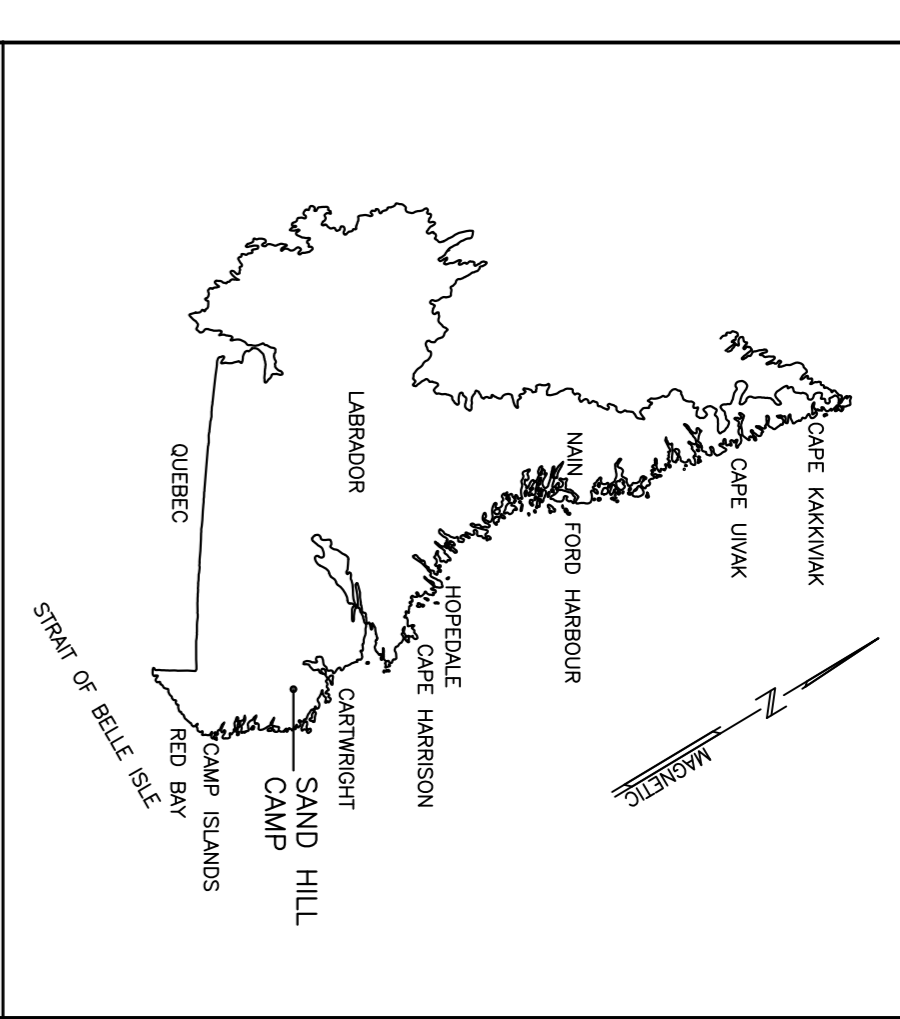 CAPE KAKKIVIAK
CAPE UIVAK
NAIN
FORD HARBOUR
HOPEDALE
CAPE HARRISON
LABRADOR
CARTWRIGHT
SAND HILL
CAMP
CAMP ISLANDS
RED BAY
QUEBEC
STRAIT OF BELLE ISLE
N
MAGNETIC